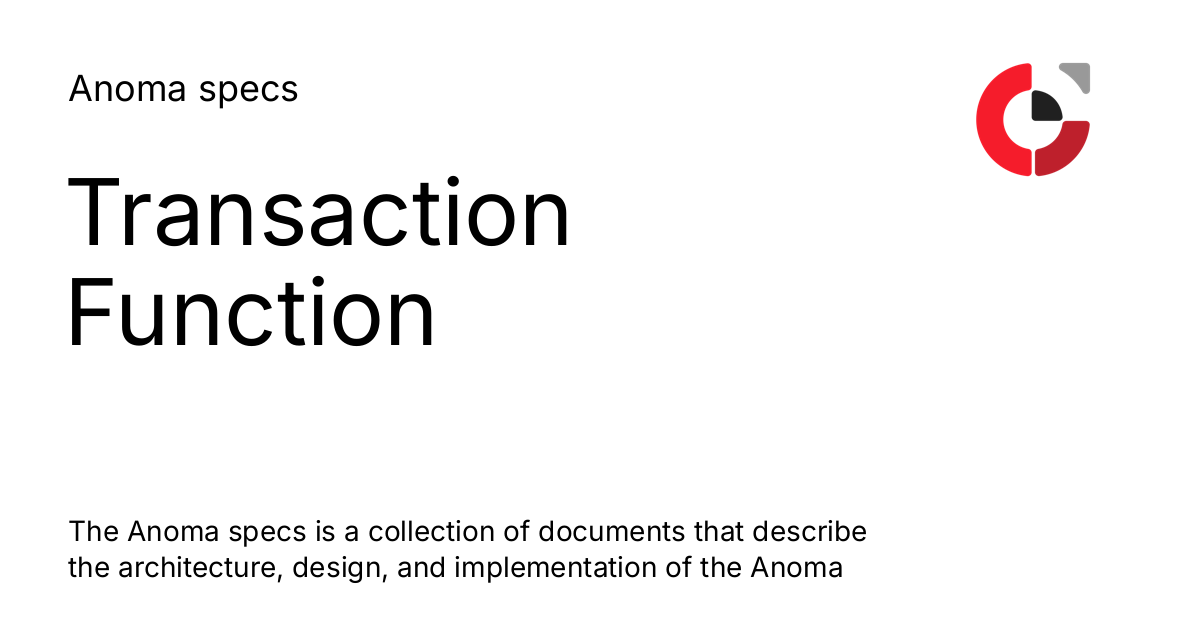 Anoma specs
Transaction
Function
The Anoma specs is a collection of documents that describe
the architecture, design, and implementation of the Anoma